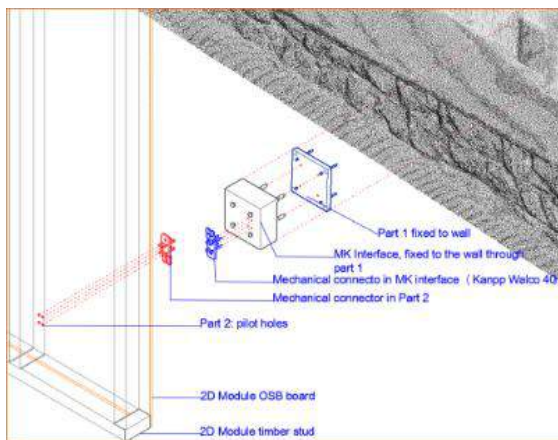 Part 1 fixed to wall
MK Interface, fixed to the wall through
part 1
Mechanical connecto in MK interface ( Kanpp Walco 40
Mechanical connector in Part 2
Part 2: pilot holes
2D Module OSB board
2D Module timber stud